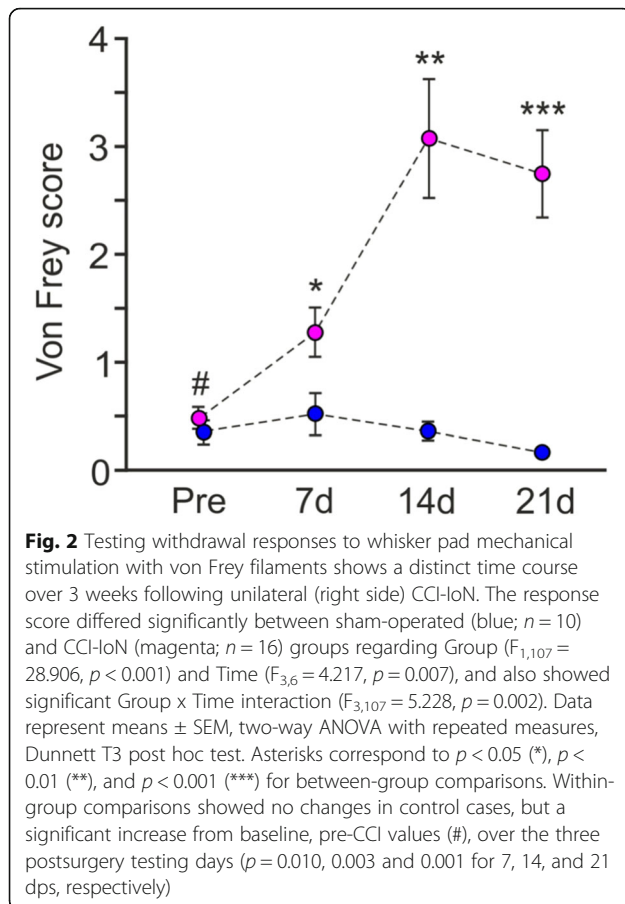 4
**
***
3
Von Frey score
2
*
1
#
0
Pre 7d 14d 21d
Fig. 2 Testing withdrawal responses to whisker pad mechanical
stimulation with von Frey filaments shows a distinct time course
over 3 weeks following unilateral (right side) CCI-IoN. The response
score differed significantly between sham-operated (blue; n = 10)
and CCI-IoN (magenta; n = 16) groups regarding Group (F1,107 =
28.906, p < 0.001) and Time (F3,6 = 4.217, p = 0.007), and also showed
significant Group x Time interaction (F3,107 = 5.228, p = 0.002). Data
represent means ± SEM, two-way ANOVA with repeated measures,
Dunnett T3 post hoc test. Asterisks correspond to p < 0.05 (*), p <
0.01 (**), and p < 0.001 (***) for between-group comparisons. Within-
group comparisons showed no changes in control cases, but a
significant increase from baseline, pre-CCI values (#), over the three
postsurgery testing days (p = 0.010, 0.003 and 0.001 for 7, 14, and 21
dps, respectively)